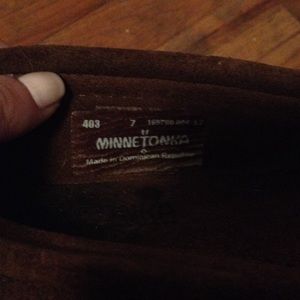 403 7
MINNETONKA
Made in Dominican Republic